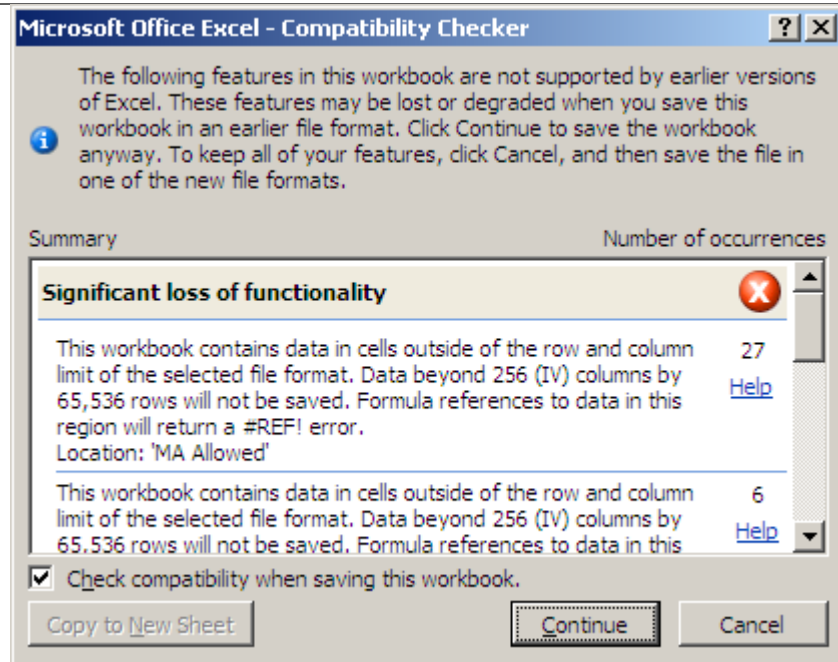 Microsoft Office Excel - Compatibility Checker
The following features in this workbook are not supported by earlier versions
of Excel. These features may be lost or degraded when you save this
workbook in an earlier file format. Click Continue to save the workbook
anyway. To keep all of your features, click Cancel, and then save the file in
one of the new file formats.
Summary Number of occurrences
Significant loss of functionality
This workbook contains data in cells outside of the row and column 27
limit of the selected file format. Data beyond 256 (IV) columns by Help
65,536 rows will not be saved. Formula references to data in this
region will return a #REF! error.
Location: 'MA Allowed'
This workbook contains data in cells outside of the row and column 6
limit of the selected file format. Data beyond 256 (IV) columns by Help
65,536 rows will not be saved. Formula references to data in this
Check compatibility when saving this workbook.
Copy to New Sheet Continue Cancel